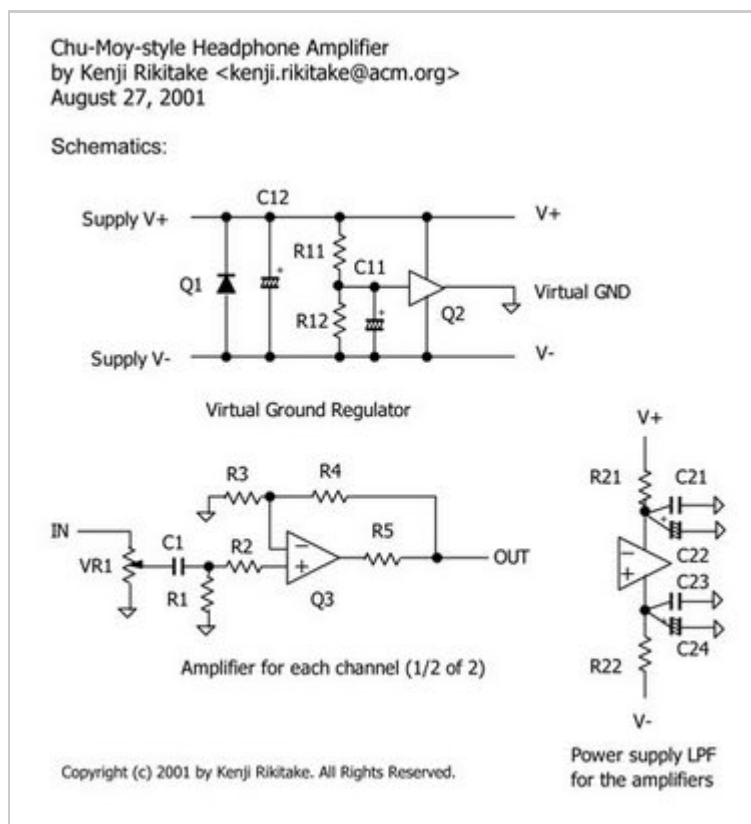 Chu-Moy-style Headphone Amplifier
by Kenji Rikitake <kenji.rikitake@acm.org>
August 27, 2001
Schematics:
C12
Supply V+
V+
R11
C11
+
+
Q1
Virtual GND
R12
Q2
Supply V-
V-
Virtual Ground Regulator
V+
R3
R4
R21
C21
+
IN
R5
C1
R2
−
OUT
−
C22
VR1
+
+
C23
R1
Q3
+
C24
Amplifier for each channel (1/2 of 2)
R22
V-
Power supply LPF
for the amplifiers
Copyright (c) 2001 by Kenji Rikitake. All Rights Reserved.